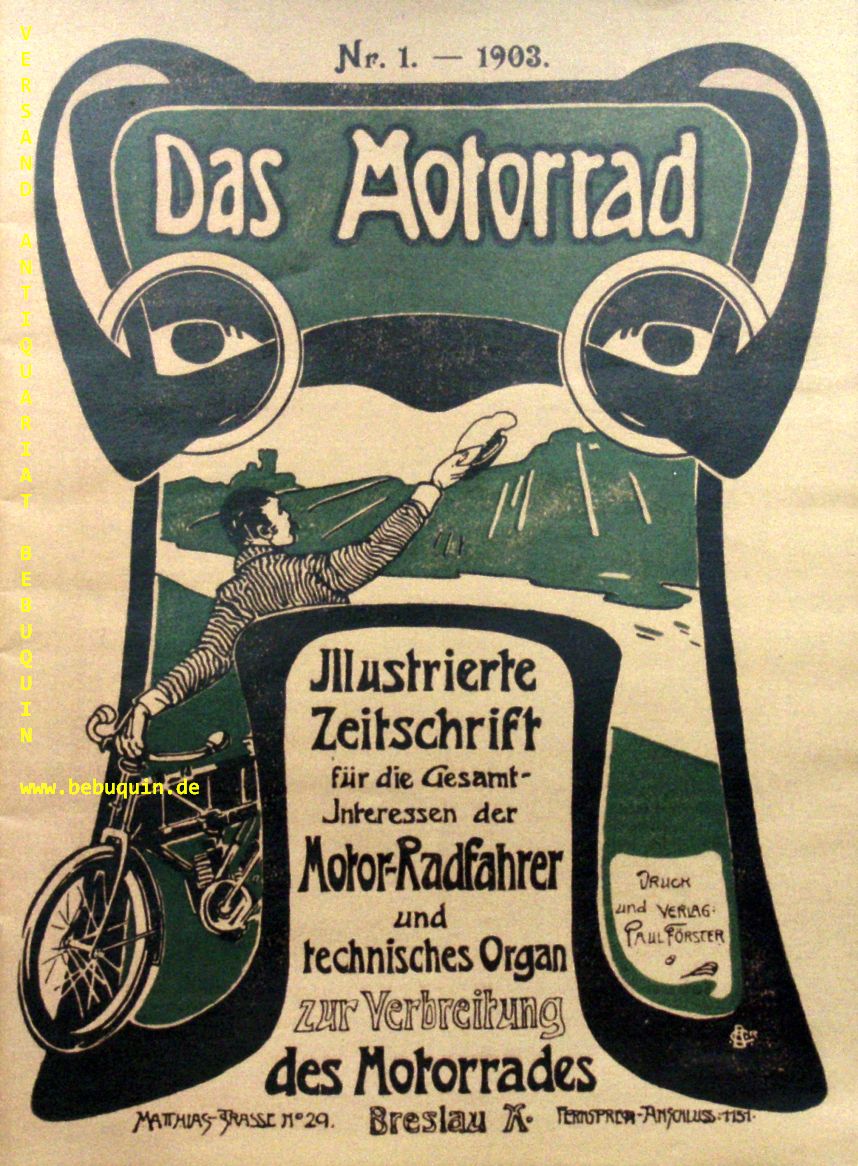 Nr. 1. — 1903.
Das Motorrad
Jllustrierte
Zeitschrift
für die Gesamt-
Jnteressen der
Motor-Radfahrer
und
technisches Organ
zur Verbreitung
des Motorrades
Druck
und Verlag:
Paul Förster
Matthias-Strasse No 29. Breslau X. Fernsprech-Anschluss: 1151.
VERSAND ANTIQUARIAT BEBUQUIN
www.bebuquin.de